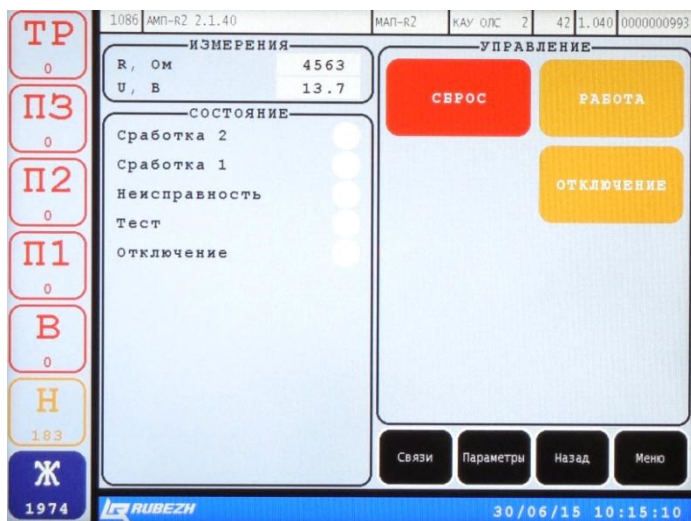 1086 АМП-R2 2.1.40 МАП-R2 КАУ ОЛС 2 42 1.040 0000000993
ТР
0
ПЗ
0
П2
0
П1
0
В
0
Н
183
Ж
1974
ИЗМЕРЕНИЯ
R, Ом 4563
U, В 13.7
СОСТОЯНИЕ
Сработка 2
Сработка 1
Неисправность
Тест
Отключение
УПРАВЛЕНИЕ
СБРОС РАБОТА
ОТКЛЮЧЕНИЕ
Связи Параметры Назад Меню
RUBEZH 30/06/15 10:15:10